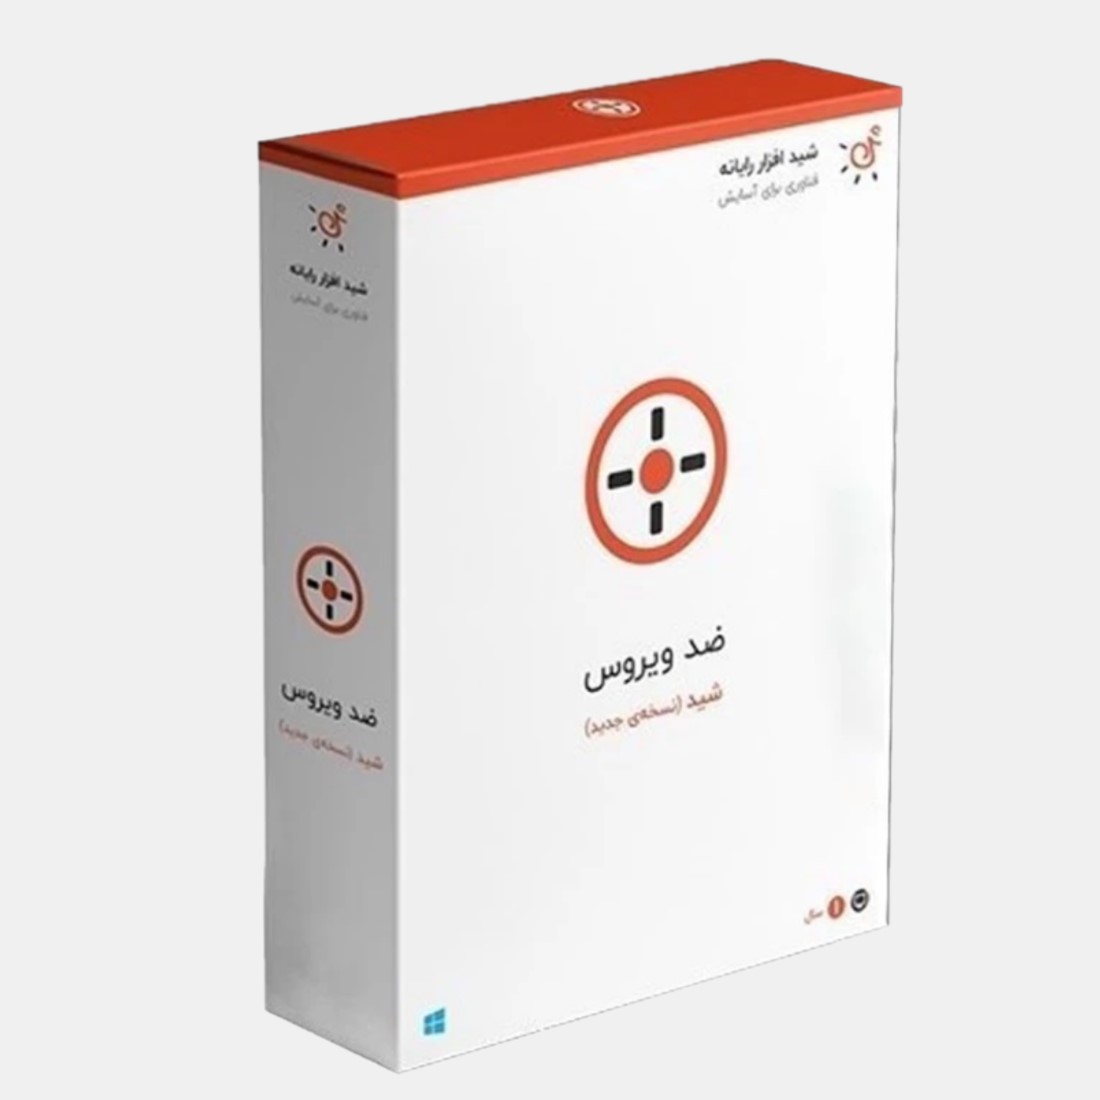 شید افزار رایانه
فناوری برای آسایش
شید افزار رایانه
فناوری برای آسایش
ضد ویروس
شید (نسخه‌ی جدید)
ضد ویروس
شید (نسخه‌ی جدید)
۱ سال